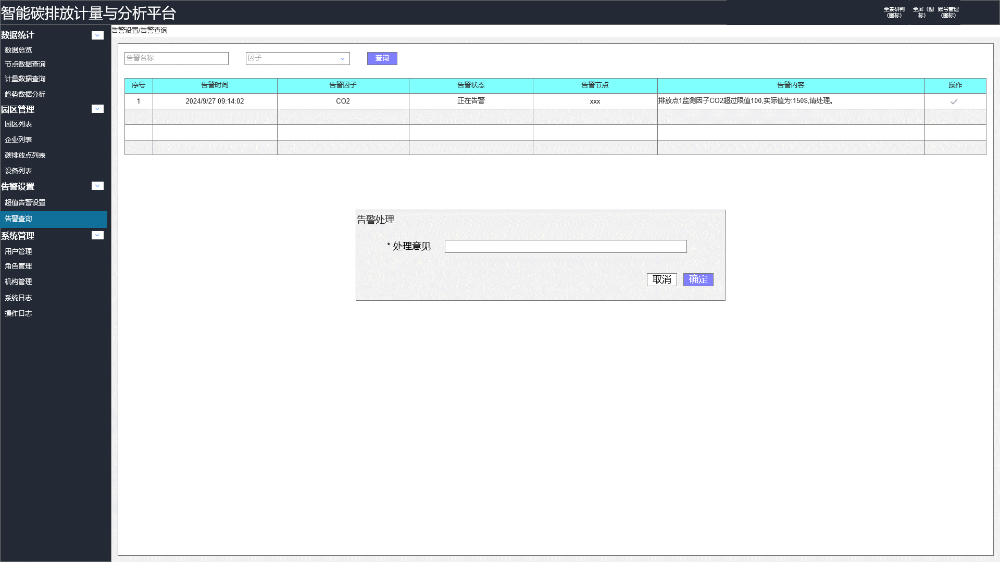 智能碳排放计量与分析平台
全景研判（图标）
全屏（图标）
账号管理（图标）
数据统计
数据总览
节点数据查询
计量数据查询
趋势数据分析
园区管理
园区列表
企业列表
碳排放点列表
设备列表
告警设置
超值告警设置
告警查询
系统管理
用户管理
角色管理
机构管理
系统日志
操作日志
告警设置/告警查询
告警名称 因子 查询
序号 告警时间 告警因子 告警状态 告警节点 告警内容 操作
1 2024/9/27 09:14:02 CO2 正在告警 xxx 排放点1监测因子CO2超过限值100,实际值为:150$,请处理。
告警处理
* 处理意见
取消 确定